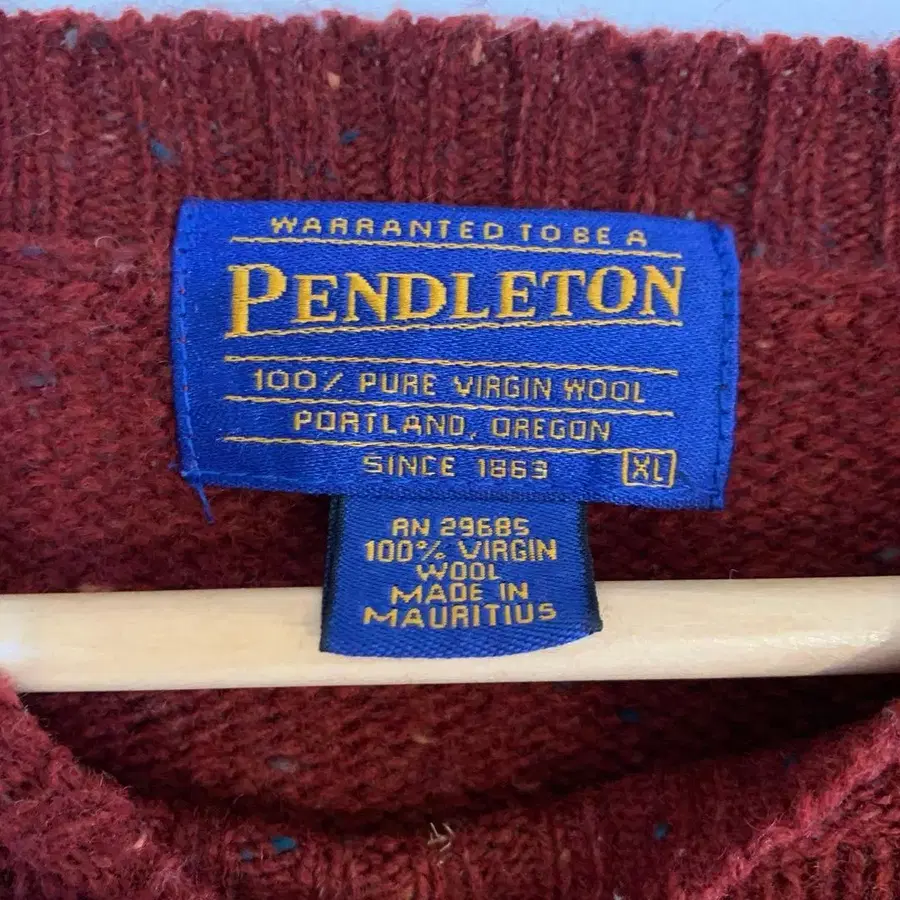 WARRANTED TO BE A
PENDLETON
100% PURE VIRGIN WOOL
PORTLAND, OREGON
SINCE 1863 XL
RN 29685
100% VIRGIN
WOOL
MADE IN
MAURITIUS